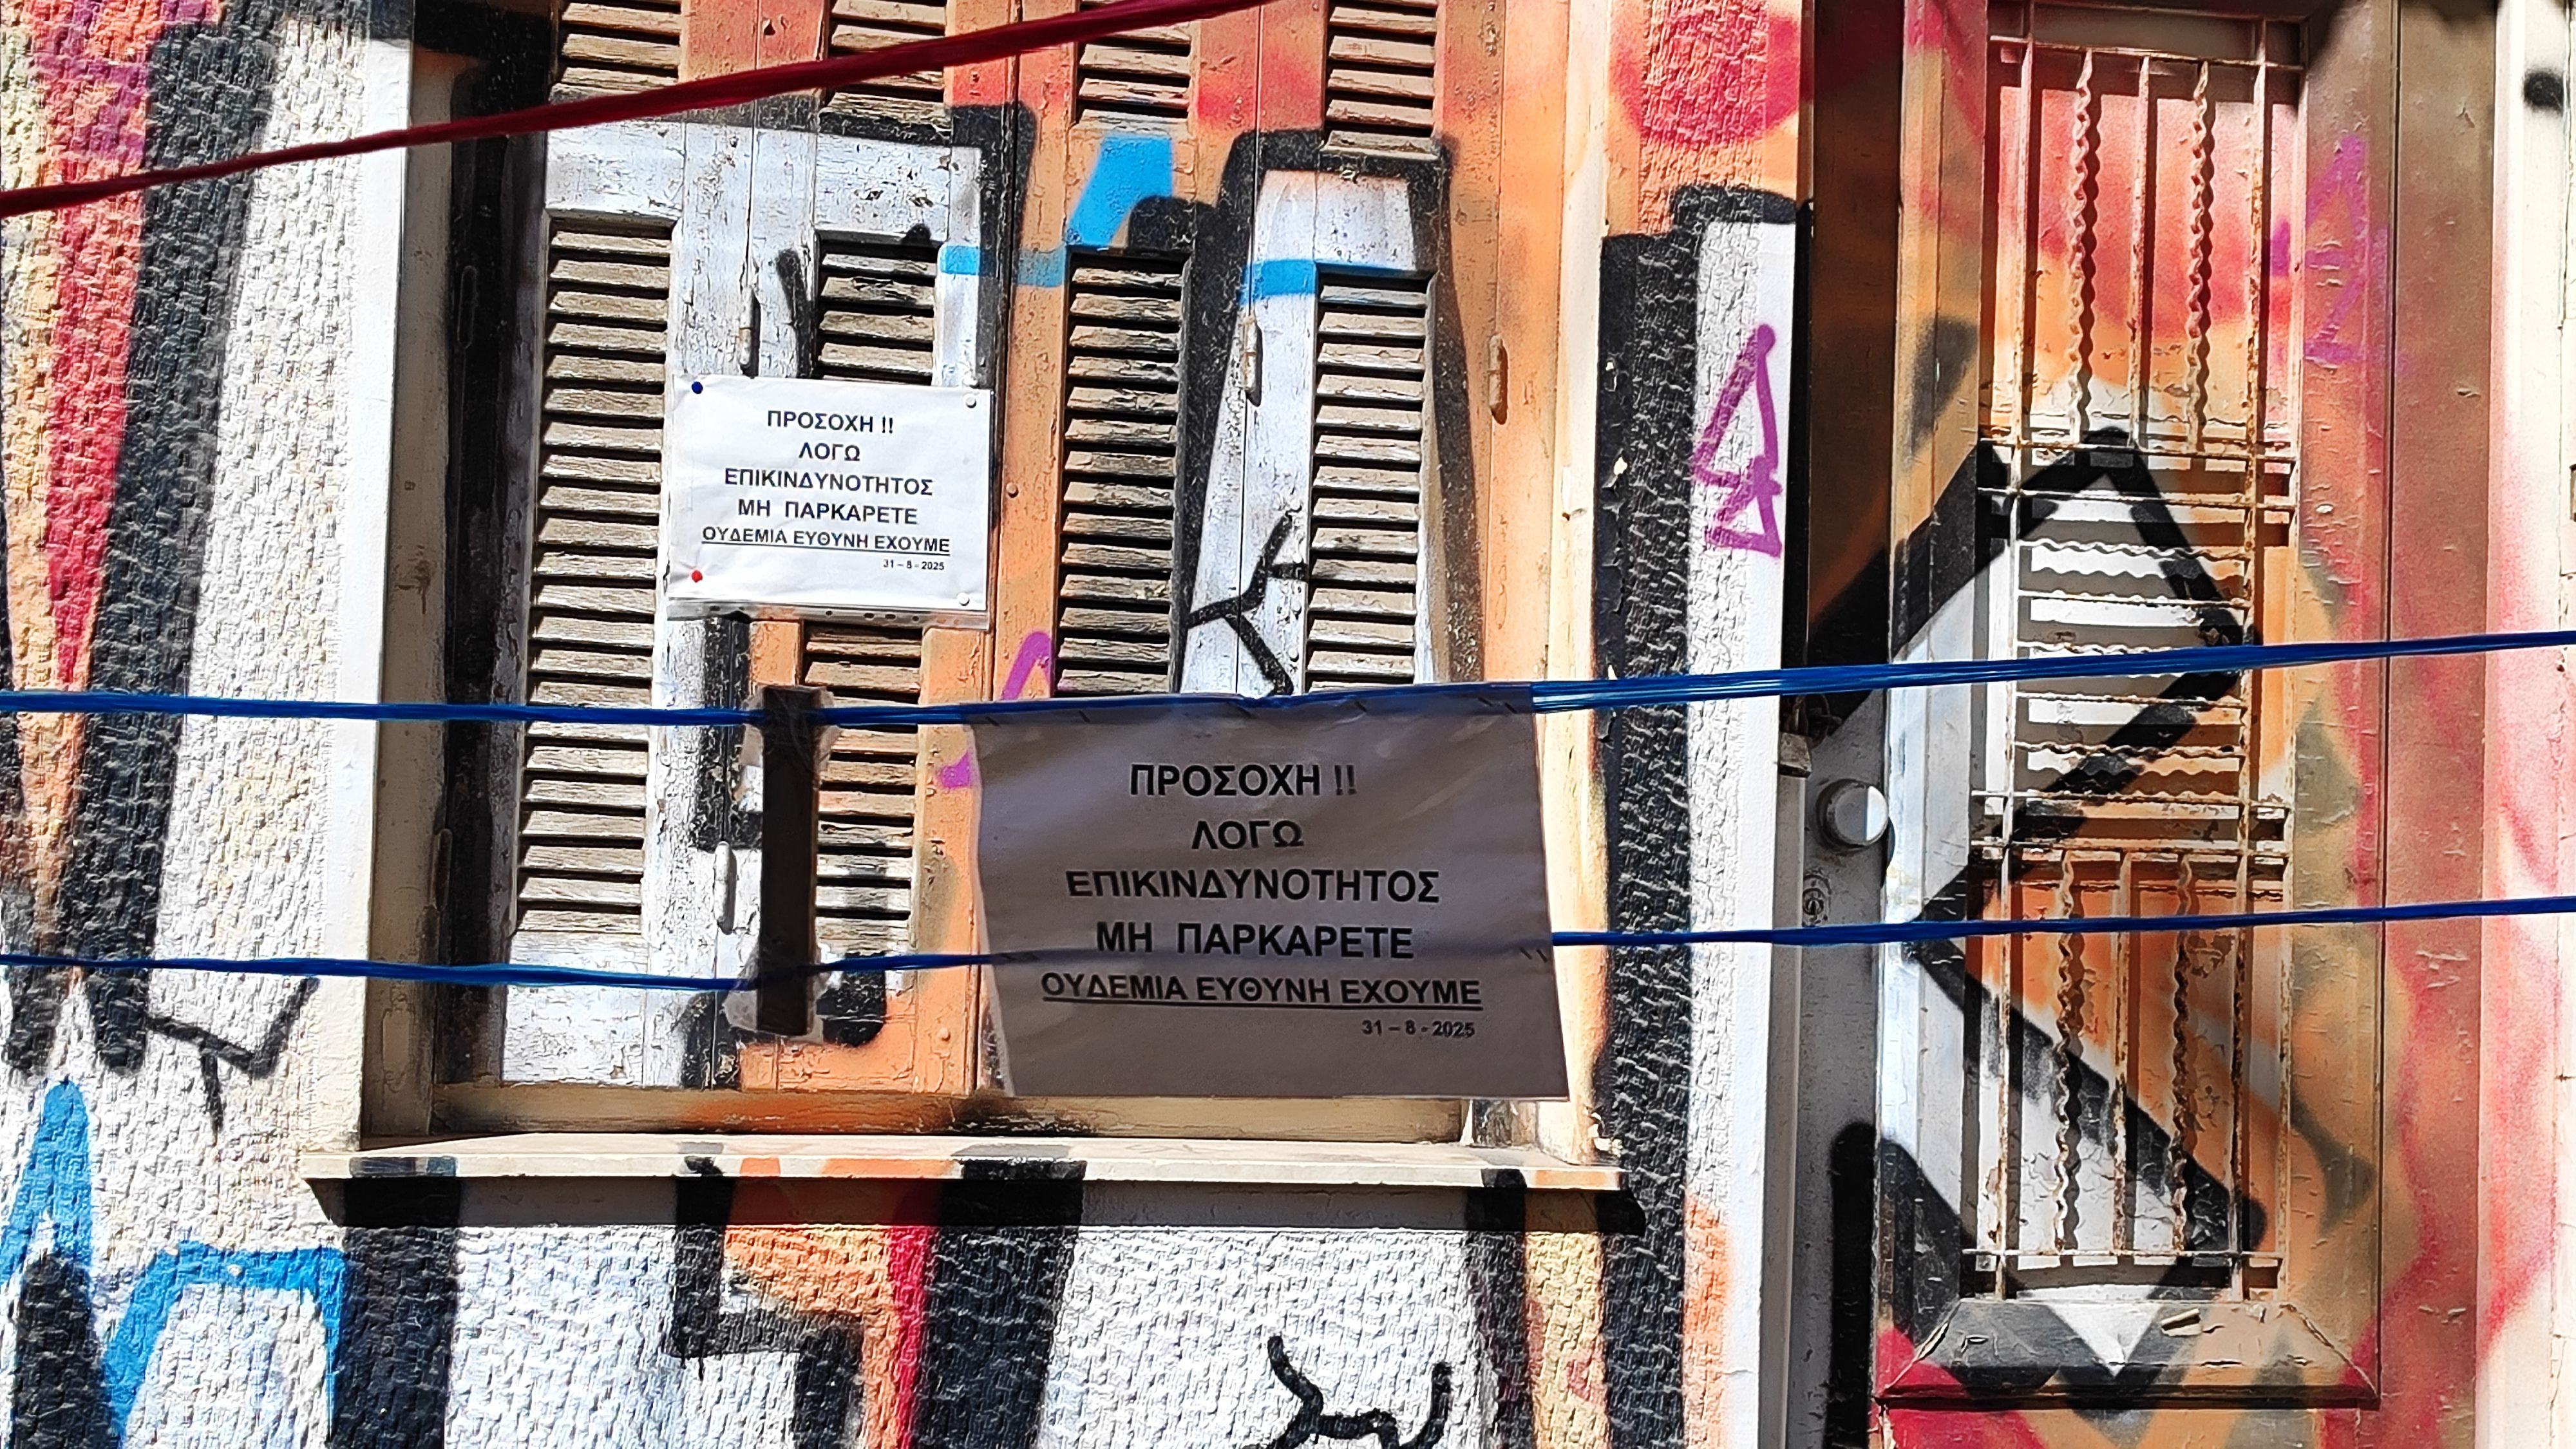 ΠΡΟΣΟΧΗ !!
ΛΟΓΩ
ΕΠΙΚΙΝΔΥΝΟΤΗΤΟΣ
ΜΗ ΠΑΡΚΑΡΕΤΕ
ΟΥΔΕΜΙΑ ΕΥΘΥΝΗ ΕΧΟΥΜΕ
31 – 8 - 2025
ΠΡΟΣΟΧΗ !!
ΛΟΓΩ
ΕΠΙΚΙΝΔΥΝΟΤΗΤΟΣ
ΜΗ ΠΑΡΚΑΡΕΤΕ
ΟΥΔΕΜΙΑ ΕΥΘΥΝΗ ΕΧΟΥΜΕ
31 – 8 - 2025